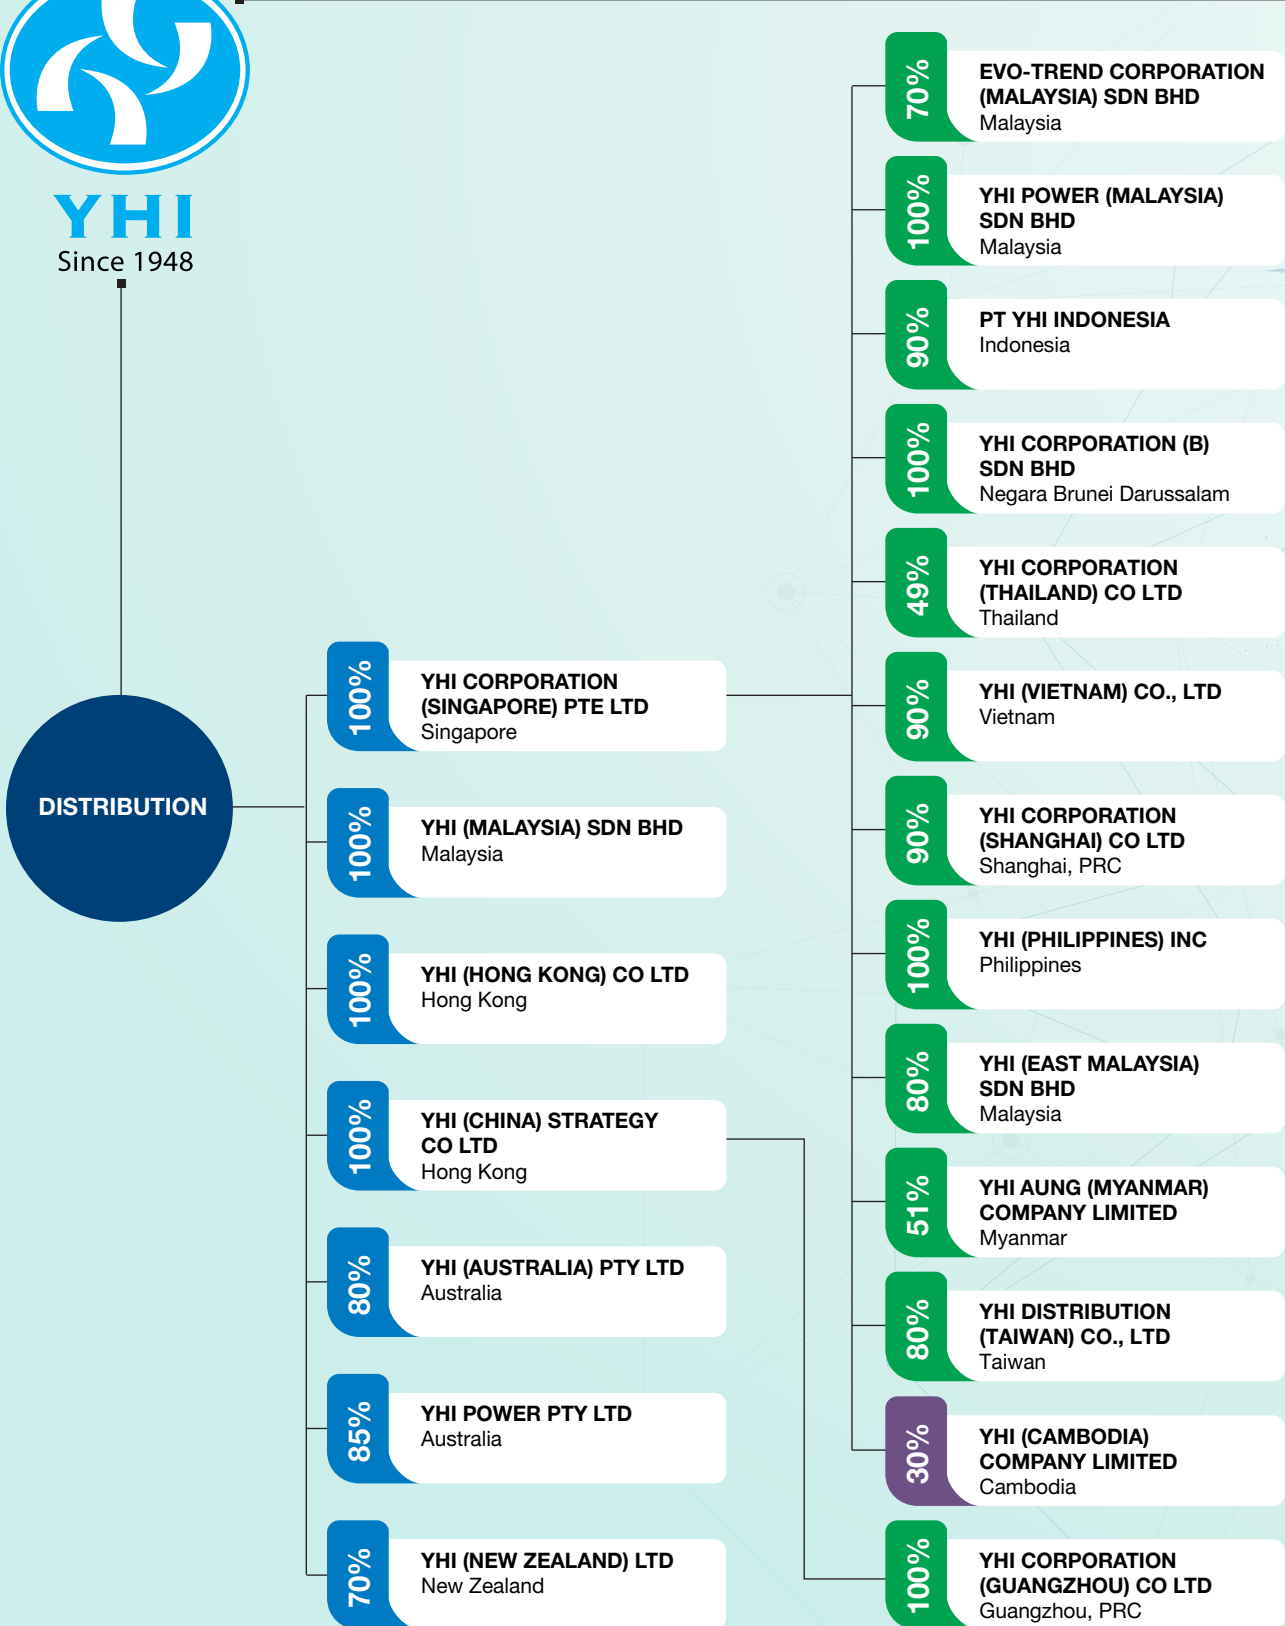 YHI
Since 1948
DISTRIBUTION
100%
YHI CORPORATION
(SINGAPORE) PTE LTD
Singapore
100%
YHI (MALAYSIA) SDN BHD
Malaysia
100%
YHI (HONG KONG) CO LTD
Hong Kong
100%
YHI (CHINA) STRATEGY
CO LTD
Hong Kong
80%
YHI (AUSTRALIA) PTY LTD
Australia
85%
YHI POWER PTY LTD
Australia
70%
YHI (NEW ZEALAND) LTD
New Zealand
70%
EVO-TREND CORPORATION
(MALAYSIA) SDN BHD
Malaysia
100%
YHI POWER (MALAYSIA)
SDN BHD
Malaysia
90%
PT YHI INDONESIA
Indonesia
100%
YHI CORPORATION (B)
SDN BHD
Negara Brunei Darussalam
49%
YHI CORPORATION
(THAILAND) CO LTD
Thailand
90%
YHI (VIETNAM) CO., LTD
Vietnam
90%
YHI CORPORATION
(SHANGHAI) CO LTD
Shanghai, PRC
100%
YHI (PHILIPPINES) INC
Philippines
80%
YHI (EAST MALAYSIA)
SDN BHD
Malaysia
51%
YHI AUNG (MYANMAR)
COMPANY LIMITED
Myanmar
80%
YHI DISTRIBUTION
(TAIWAN) CO., LTD
Taiwan
30%
YHI (CAMBODIA)
COMPANY LIMITED
Cambodia
100%
YHI CORPORATION
(GUANGZHOU) CO LTD
Guangzhou, PRC